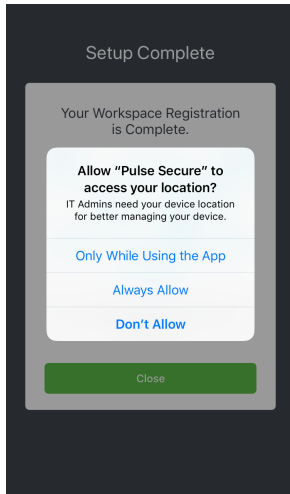 Setup Complete
Your Workspace Registration
is Complete.
Allow “Pulse Secure” to
access your location?
IT Admins need your device location
for better managing your device.
Only While Using the App
Always Allow
Don’t Allow
Close